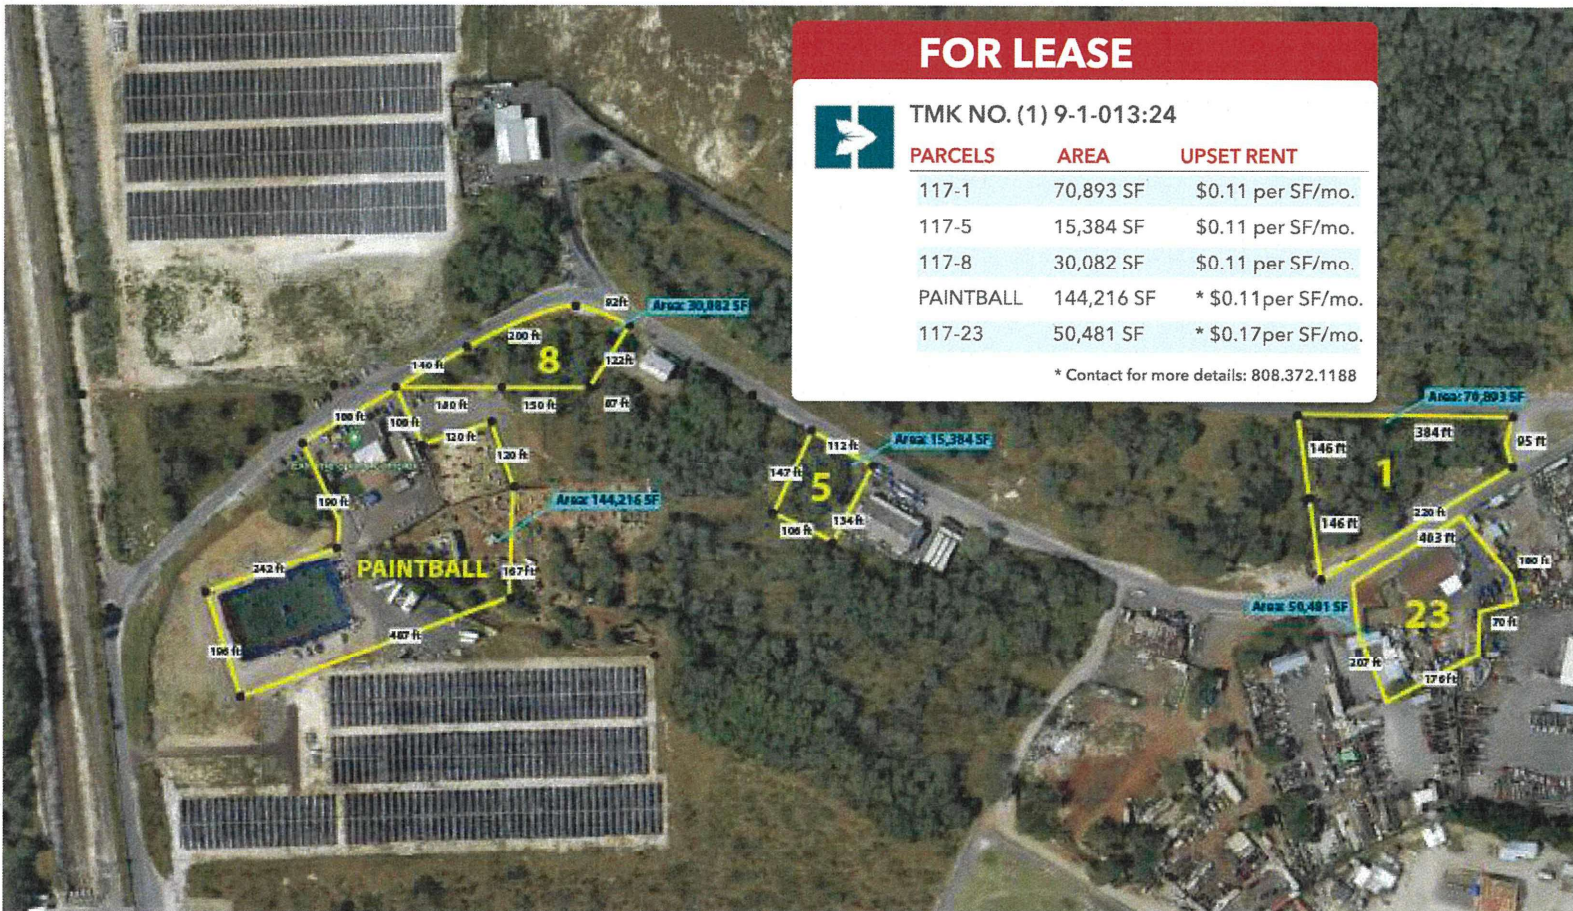 FOR LEASE
TMK NO. (1) 9-1-013:24
PARCELS AREA UPSET RENT
117-1 70,893 SF $0.11 per SF/mo.
117-5 15,384 SF $0.11 per SF/mo.
117-8 30,082 SF $0.11 per SF/mo.
PAINTBALL 144,216 SF * $0.11per SF/mo.
117-23 50,481 SF * $0.17per SF/mo.
* Contact for more details: 808.372.1188
92ft
Area: 30,082 SF
200 ft
8
122ft
140 ft
150 ft
87 ft
100 ft
120 ft
120 ft
190 ft
Area: 144,216 SF
PAINTBALL
167 ft
242 ft
487 ft
196 ft
112 ft
Area: 15,384 SF
147 ft
5
134 ft
106 ft
Area: 70,893 SF
384 ft
95 ft
146 ft
1
146 ft
220 ft
403 ft
180 ft
Area: 50,481 SF
23
70 ft
207 ft
176 ft